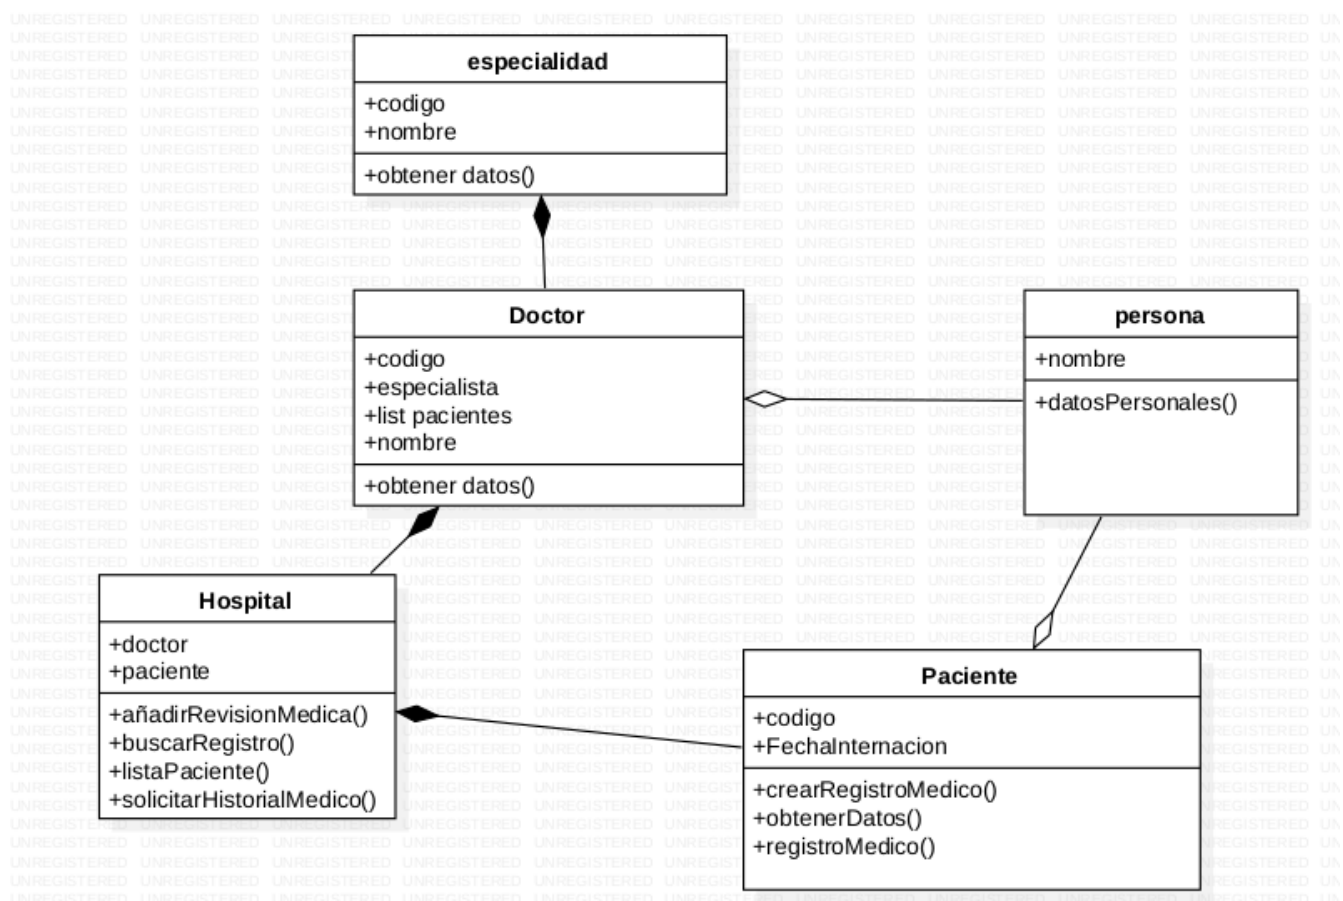 especialidad
+codigo
+nombre
+obtener datos()
Doctor
+codigo
+especialista
+list pacientes
+nombre
+obtener datos()
persona
+nombre
+datosPersonales()
Hospital
+doctor
+paciente
+añadirRevisionMedica()
+buscarRegistro()
+listaPaciente()
+solicitarHistorialMedico()
Paciente
+codigo
+FechaInternacion
+crearRegistroMedico()
+obtenerDatos()
+registroMedico()
UNREGISTERED